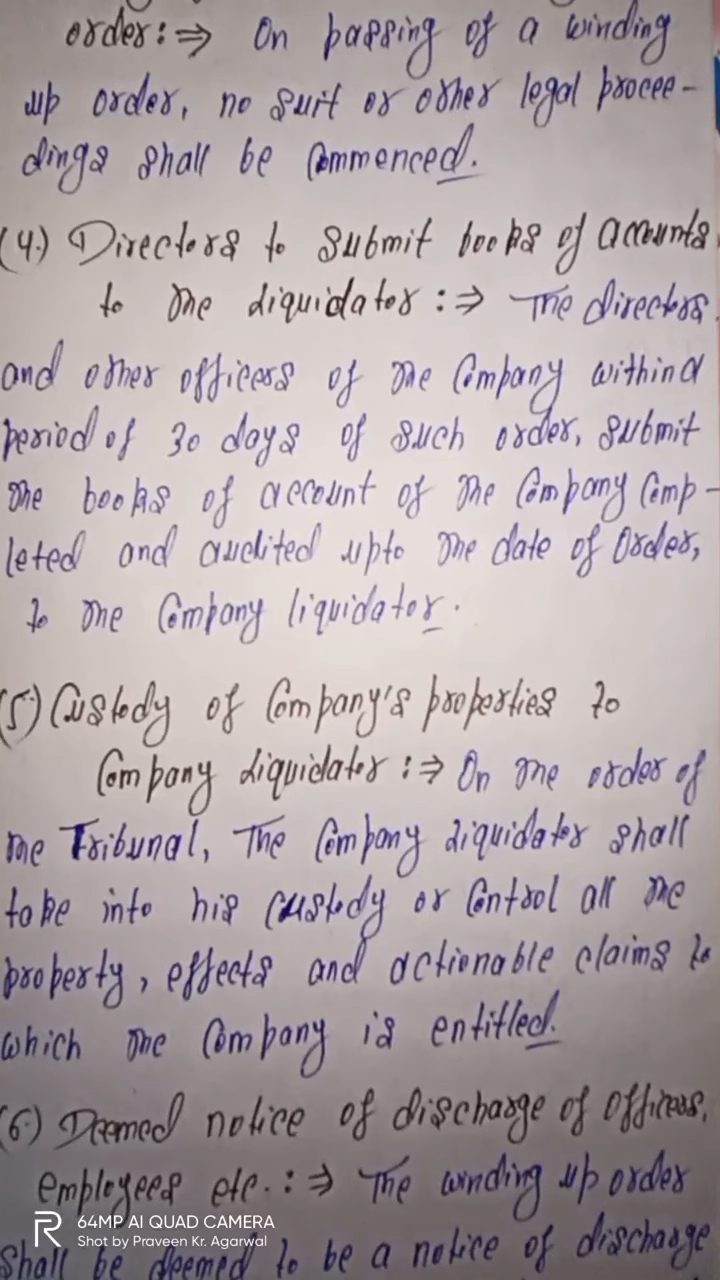 order :⇒ On passing of a winding
up order, no suit or other legal procee-
dings shall be Commenced.
(4.) Directors to submit books of accounts
to the liquidator :⇒ The directors
and other officers of the Company within a
period of 30 days of such order, submit
the books of account of the Company Comp-
leted and audited upto the date of order,
to the Company liquidator.
(5.) Custody of Company's properties to
Company liquidator :⇒ On the order of
the Tribunal, The Company liquidator shall
take into his custody or Control all the
property, effects and actionable claims to
which the Company is entitled.
(6.) Deemed notice of discharge of officers,
employees etc. :⇒ The winding up order
shall be deemed to be a notice of discharge
64MP AI QUAD CAMERA
Shot by Praveen Kr. Agarwal